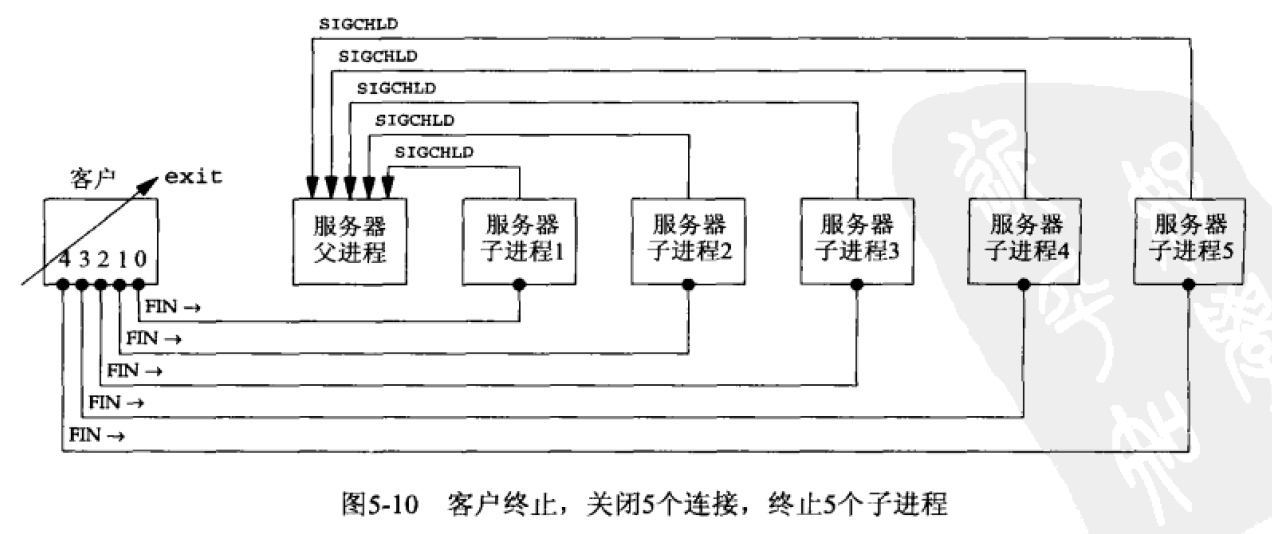 SIGCHLD
SIGCHLD
SIGCHLD
SIGCHLD
SIGCHLD
客户
exit
服务器
父进程
服务器
子进程1
服务器
子进程2
服务器
子进程3
服务器
子进程4
服务器
子进程5
4 3 2 1 0
FIN →
FIN →
FIN →
FIN →
FIN →
图5-10 客户终止，关闭5个连接，终止5个子进程